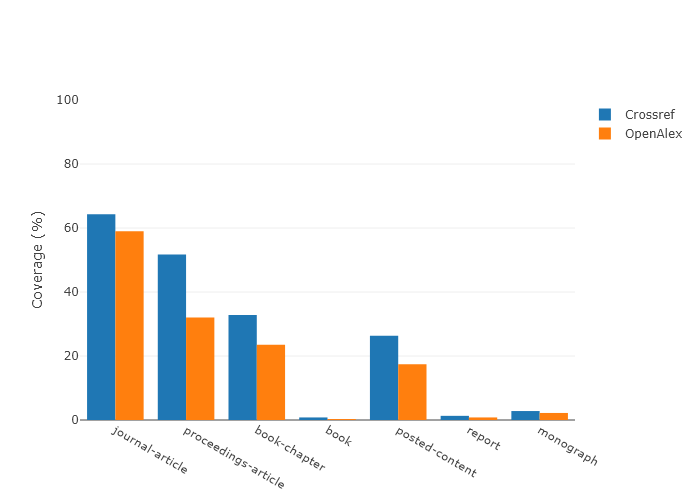 100
80
60
40
20
0
Coverage (%)
Crossref
OpenAlex
journal-article
proceedings-article
book-chapter
book
posted-content
report
monograph